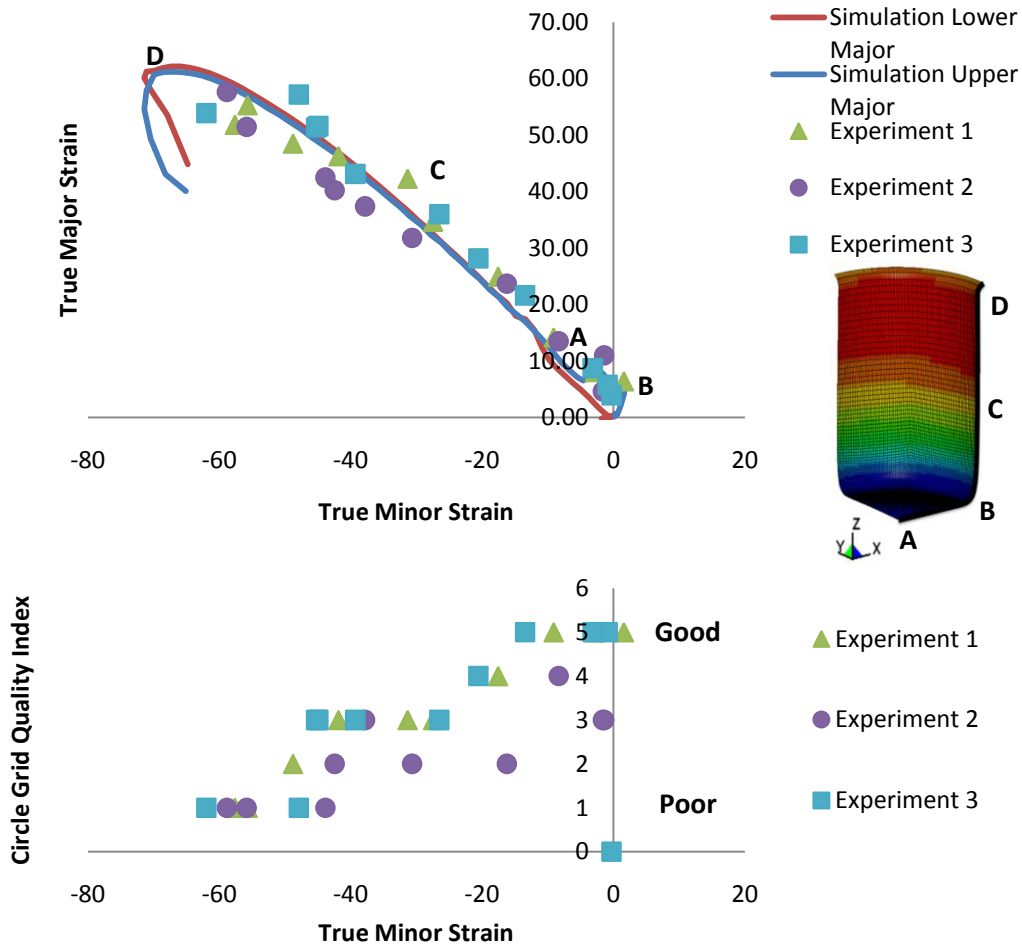 70.00
60.00
50.00
40.00
30.00
20.00
10.00
0.00
True Major Strain
D
C
A
B
-80
-60
-40
-20
0
20
True Minor Strain
Simulation Lower
Major
Simulation Upper
Major
Experiment 1
Experiment 2
Experiment 3
D
C
B
A
Z
Y
X
Circle Grid Quality Index
6
5
4
3
2
1
0
Good
Poor
-80
-60
-40
-20
0
20
True Minor Strain
Experiment 1
Experiment 2
Experiment 3